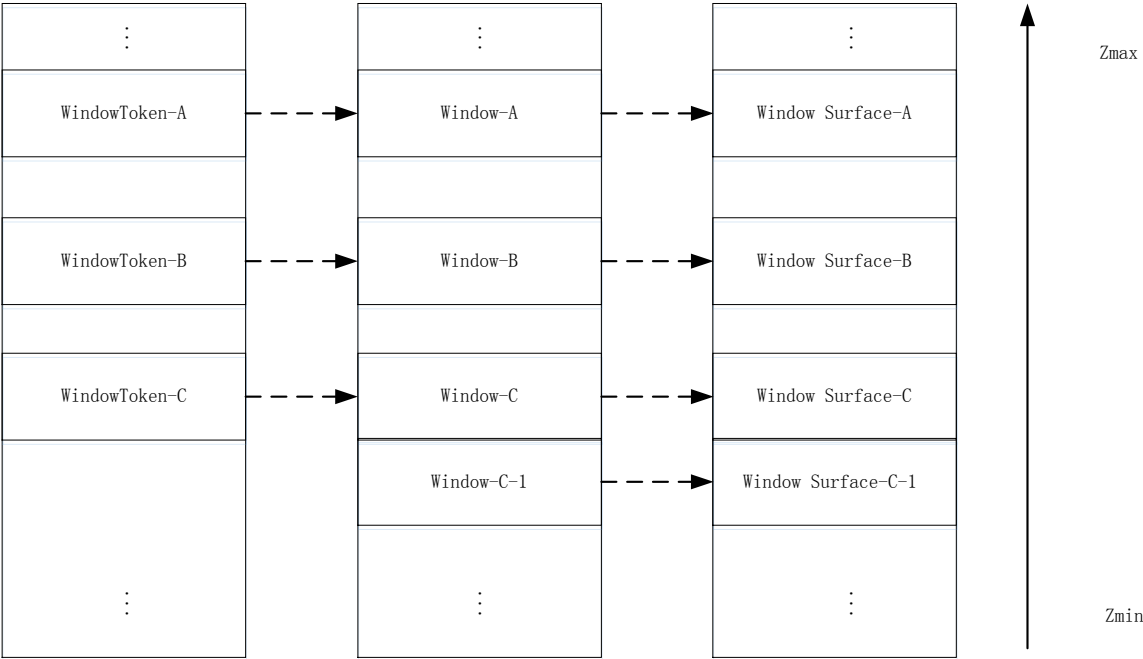 Zmax
WindowToken-A
Window-A
Window Surface-A
WindowToken-B
Window-B
Window Surface-B
WindowToken-C
Window-C
Window Surface-C
Window-C-1
Window Surface-C-1
Zmin